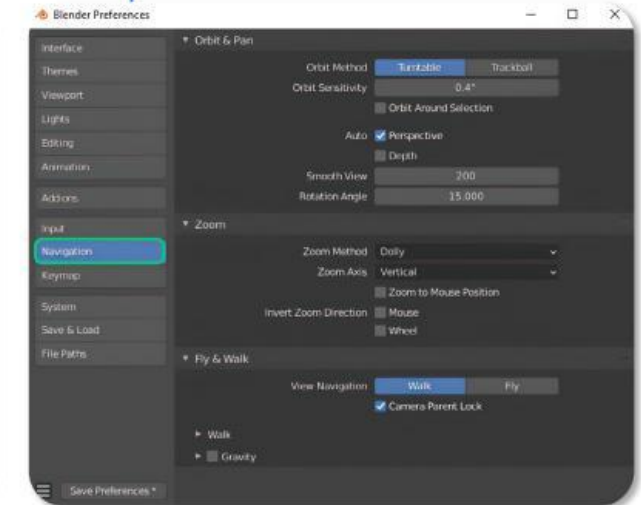 Blender Preferences
Interface
Themes
Viewport
Lights
Editing
Animation
Add-ons
Input
Navigation
Keymap
System
Save & Load
File Paths
Save Preferences *
Orbit & Pan
Orbit Method Turntable Trackball
Orbit Sensitivity 0.4°
Orbit Around Selection
Auto Perspective
Depth
Smooth View 200
Rotation Angle 15.000
Zoom
Zoom Method Dolly
Zoom Axis Vertical
Zoom to Mouse Position
Invert Zoom Direction Mouse
Wheel
Fly & Walk
View Navigation Walk Fly
Camera Parent Lock
Walk
Gravity